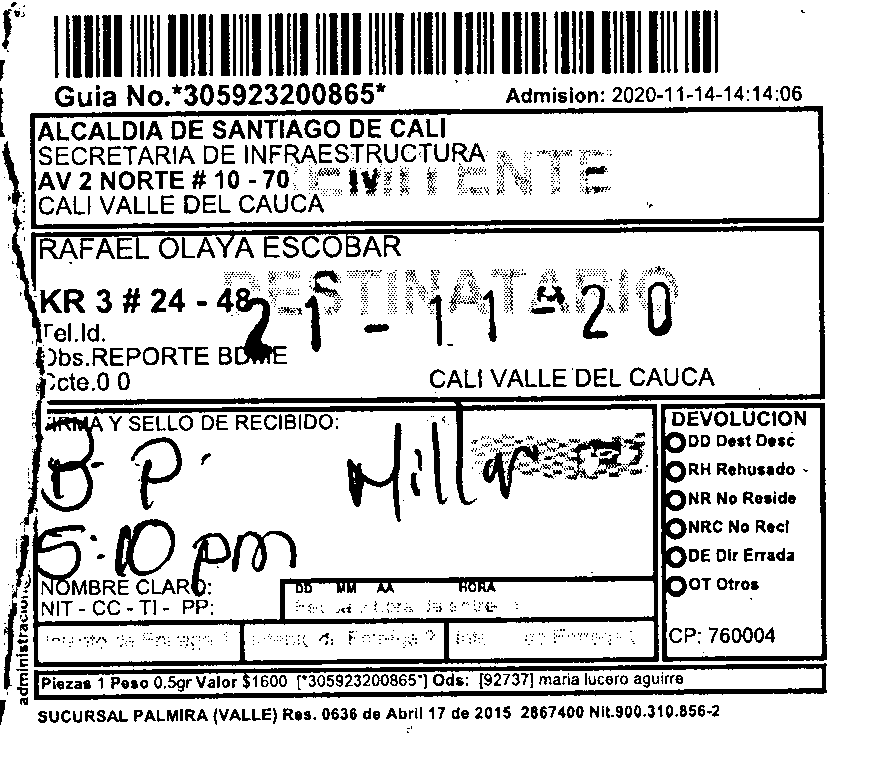 Guia No.*305923200865*
Admision: 2020-11-14-14:14:06
ALCALDIA DE SANTIAGO DE CALI
SECRETARIA DE INFRAESTRUCTURA
AV 2 NORTE # 10 - 70
REMITENTE
CALI VALLE DEL CAUCA
RAFAEL OLAYA ESCOBAR
DESTINATARIO
KR 3 # 24 - 48
21 - 11 - 20
Tel.Id.
Obs.REPORTE BDME
Ccte.0 0
CALI VALLE DEL CAUCA
FIRMA Y SELLO DE RECIBIDO:
B. P.
5:10 pm
NOMBRE CLARO:
NIT - CC - TI - PP:
DD MM AA HORA
DEVOLUCION
DD Dest Desc
RH Rehusado
NR No Reside
NRC No Recl
DE Dir Errada
OT Otros
CP: 760004
administracion
Piezas 1 Peso 0.5gr Valor $1600 [*305923200865*] Ods: [92737] maria lucero aguirre
SUCURSAL PALMIRA (VALLE) Res. 0636 de Abril 17 de 2015 2867400 Nit.900.310.856-2